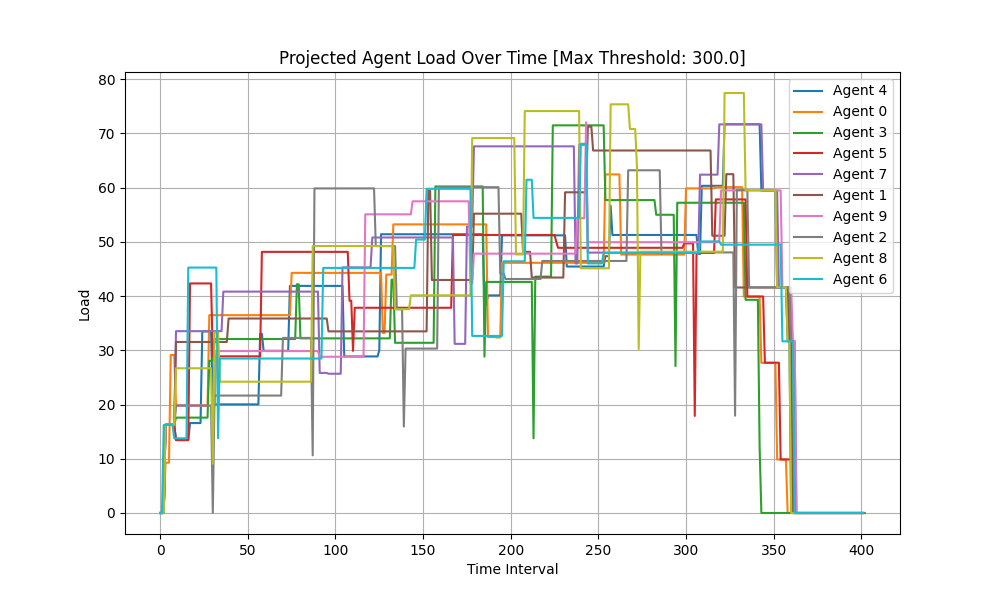 Projected Agent Load Over Time [Max Threshold: 300.0]
Load
80
70
60
50
40
30
20
10
0
0 50 100 150 200 250 300 350 400
Time Interval
Agent 4
Agent 0
Agent 3
Agent 5
Agent 7
Agent 1
Agent 9
Agent 2
Agent 8
Agent 6